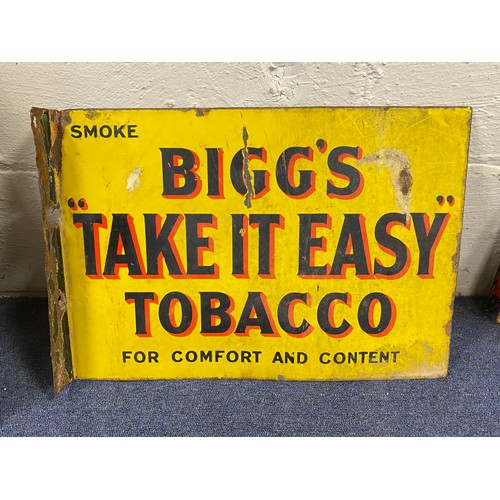 SMOKE
BIGG'S
"TAKE IT EASY"
TOBACCO
FOR COMFORT AND CONTENT